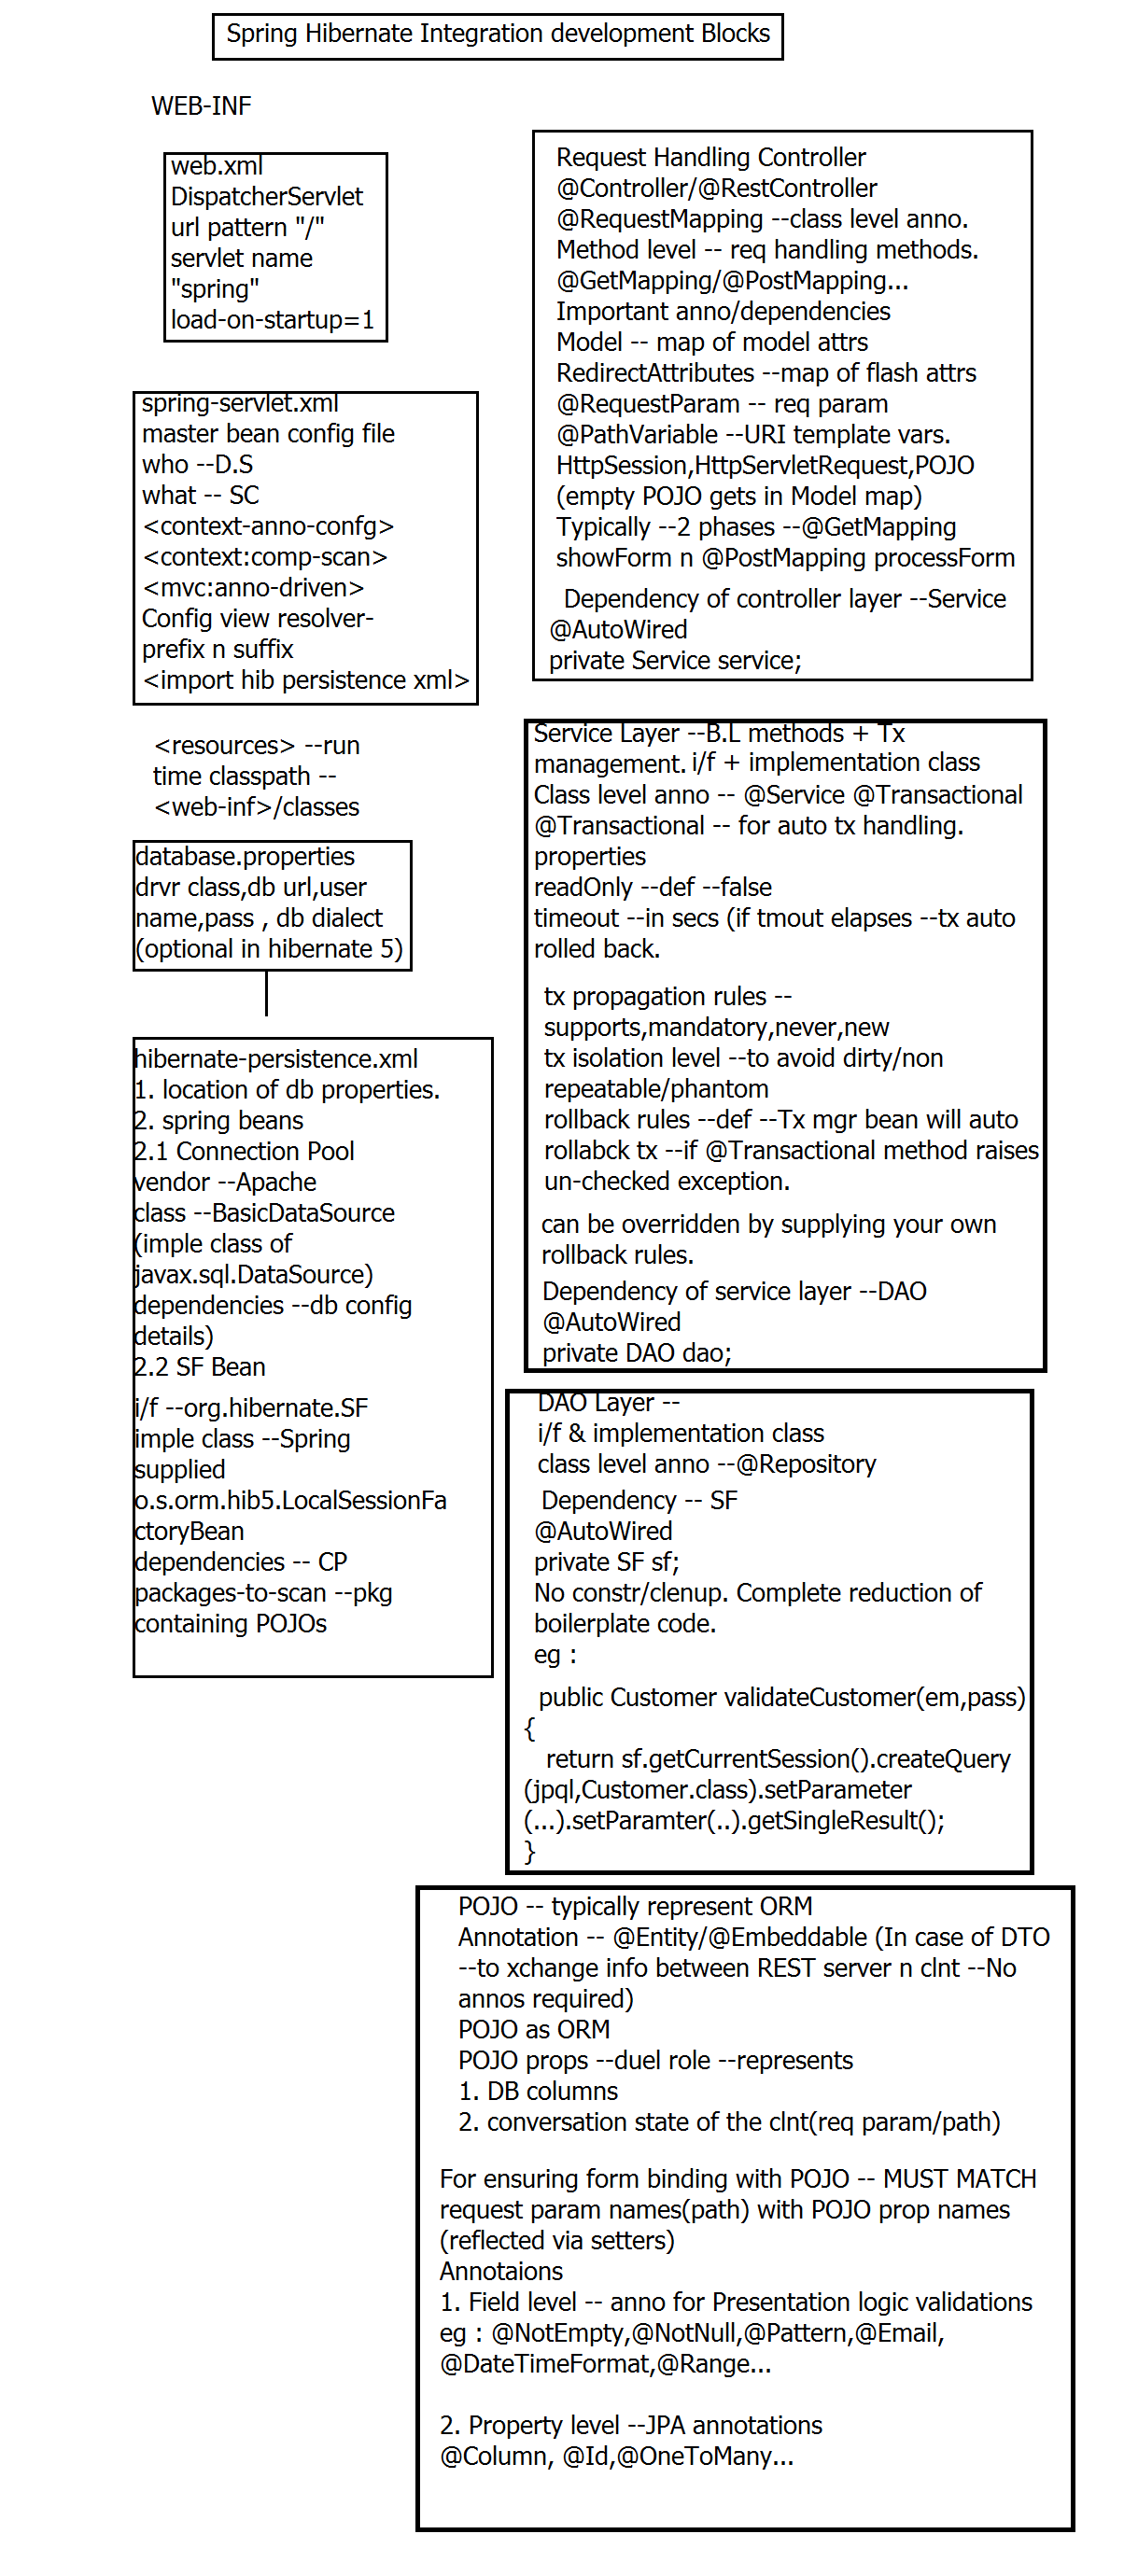 Spring Hibernate Integration development Blocks
WEB-INF
web.xml
DispatcherServlet
url pattern "/"
servlet name
"spring"
load-on-startup=1
spring-servlet.xml
master bean config file
who --D.S
what -- SC
<context-anno-confg>
<context:comp-scan>
<mvc:anno-driven>
Config view resolver-
prefix n suffix
<import hib persistence xml>
<resources> --run
time classpath --
<web-inf>/classes
database.properties
drvr class,db url,user
name,pass , db dialect
(optional in hibernate 5)
hibernate-persistence.xml
1. location of db properties.
2. spring beans
2.1 Connection Pool
vendor --Apache
class --BasicDataSource
(imple class of
javax.sql.DataSource)
dependencies --db config
details)
2.2 SF Bean
i/f --org.hibernate.SF
imple class --Spring
supplied
o.s.orm.hib5.LocalSessionFa
ctoryBean
dependencies -- CP
packages-to-scan --pkg
containing POJOs
Request Handling Controller
@Controller/@RestController
@RequestMapping --class level anno.
Method level -- req handling methods.
@GetMapping/@PostMapping...
Important anno/dependencies
Model -- map of model attrs
RedirectAttributes --map of flash attrs
@RequestParam -- req param
@PathVariable --URI template vars.
HttpSession,HttpServletRequest,POJO
(empty POJO gets in Model map)
Typically --2 phases --@GetMapping
showForm n @PostMapping processForm
Dependency of controller layer --Service
@AutoWired
private Service service;
Service Layer --B.L methods + Tx
management. i/f + implementation class
Class level anno -- @Service @Transactional
@Transactional -- for auto tx handling.
properties
readOnly --def --false
timeout --in secs (if tmout elapses --tx auto
rolled back.
tx propagation rules --
supports,mandatory,never,new
tx isolation level --to avoid dirty/non
repeatable/phantom
rollback rules --def --Tx mgr bean will auto
rollabck tx --if @Transactional method raises
un-checked exception.
can be overridden by supplying your own
rollback rules.
Dependency of service layer --DAO
@AutoWired
private DAO dao;
DAO Layer --
i/f & implementation class
class level anno --@Repository
Dependency -- SF
@AutoWired
private SF sf;
No constr/clenup. Complete reduction of
boilerplate code.
eg :
public Customer validateCustomer(em,pass)
{
return sf.getCurrentSession().createQuery
(jpql,Customer.class).setParameter
(...).setParamter(..).getSingleResult();
}
POJO -- typically represent ORM
Annotation -- @Entity/@Embeddable (In case of DTO
--to xchange info between REST server n clnt --No
annos required)
POJO as ORM
POJO props --duel role --represents
1. DB columns
2. conversation state of the clnt(req param/path)
For ensuring form binding with POJO -- MUST MATCH
request param names(path) with POJO prop names
(reflected via setters)
Annotaions
1. Field level -- anno for Presentation logic validations
eg : @NotEmpty,@NotNull,@Pattern,@Email,
@DateTimeFormat,@Range...
2. Property level --JPA annotations
@Column, @Id,@OneToMany...